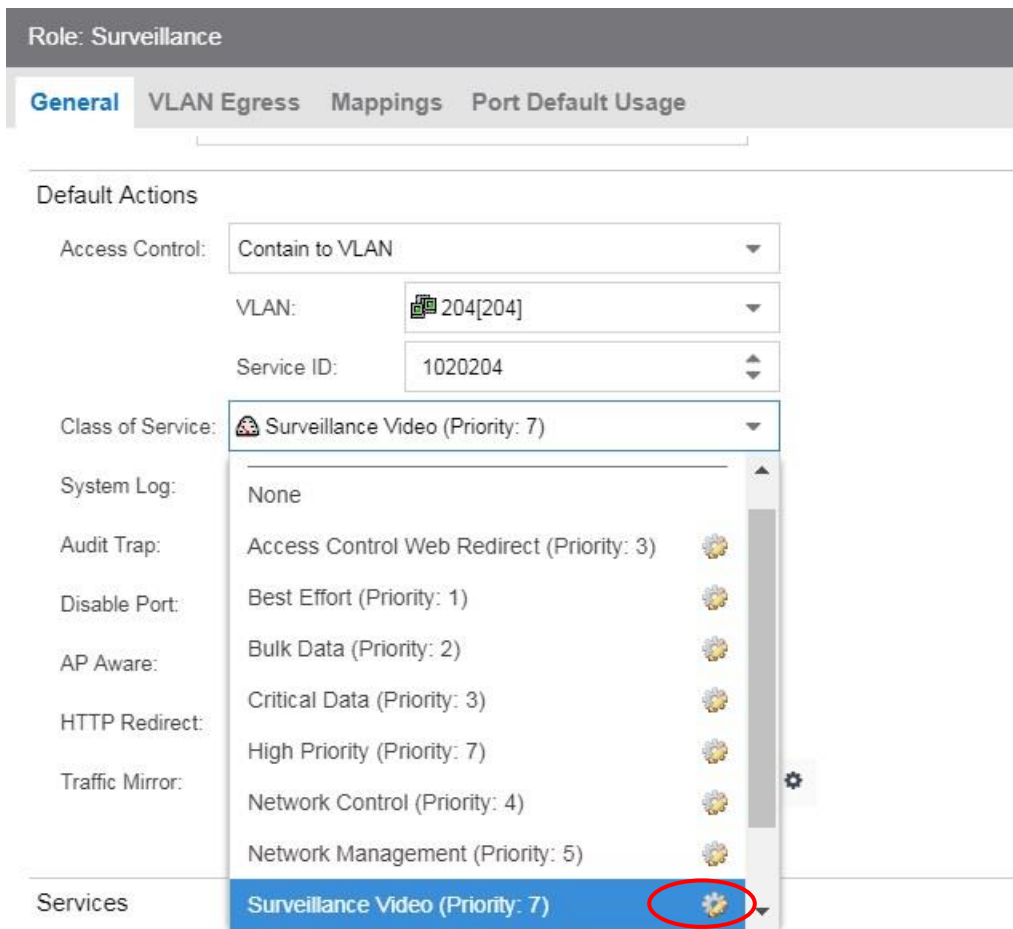 Role: Surveillance
General VLAN Egress Mappings Port Default Usage
Default Actions
Access Control: Contain to VLAN
VLAN: 204[204]
Service ID: 1020204
Class of Service: Surveillance Video (Priority: 7)
System Log:
None
Audit Trap:
Access Control Web Redirect (Priority: 3)
Disable Port:
Best Effort (Priority: 1)
Bulk Data (Priority: 2)
AP Aware:
Critical Data (Priority: 3)
HTTP Redirect:
High Priority (Priority: 7)
Traffic Mirror:
Network Control (Priority: 4)
Network Management (Priority: 5)
Services
Surveillance Video (Priority: 7)